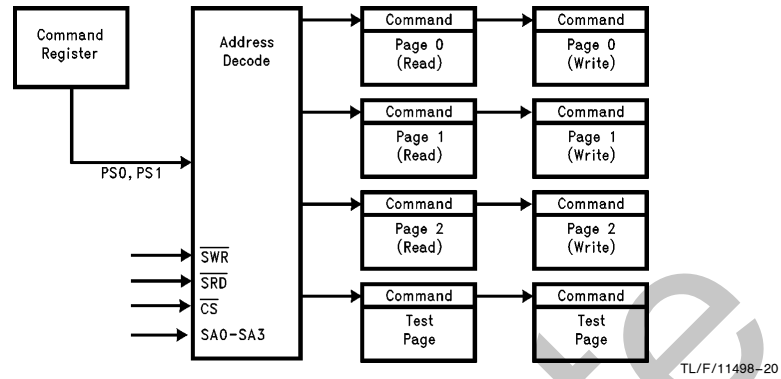 Command
Register
PS0, PS1
Address
Decode
SWR
SRD
CS
SA0-SA3
Command
Page 0
(Read)
Command
Page 0
(Write)
Command
Page 1
(Read)
Command
Page 1
(Write)
Command
Page 2
(Read)
Command
Page 2
(Write)
Command
Test
Page
Command
Test
Page
TL/F/11498-20